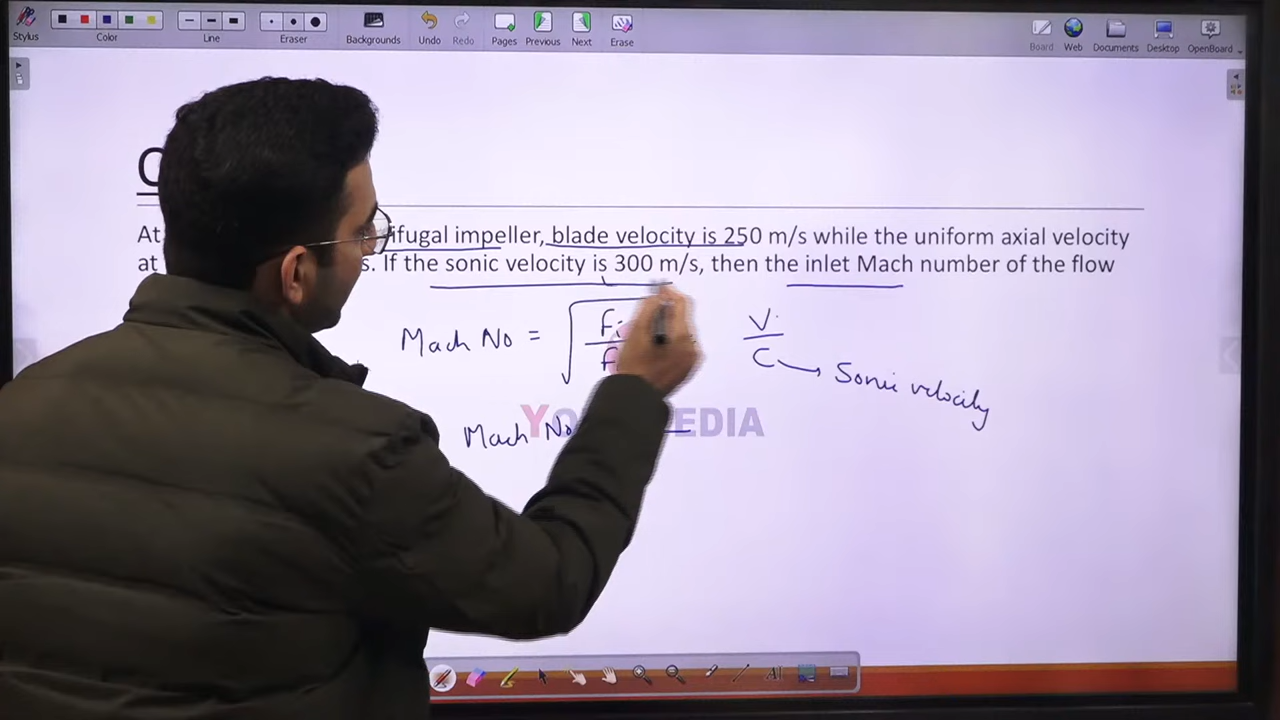 Stylus Color Line Eraser Backgrounds Undo Redo Pages Previous Next Erase Board Web Documents Desktop OpenBoard
At ifugal impeller, blade velocity is 250 m/s while the uniform axial velocity
at s. If the sonic velocity is 300 m/s, then the inlet Mach number of the flow
Mach No = √ Fi V
C → Sonic velocity
Mach No
YOURPEDIA